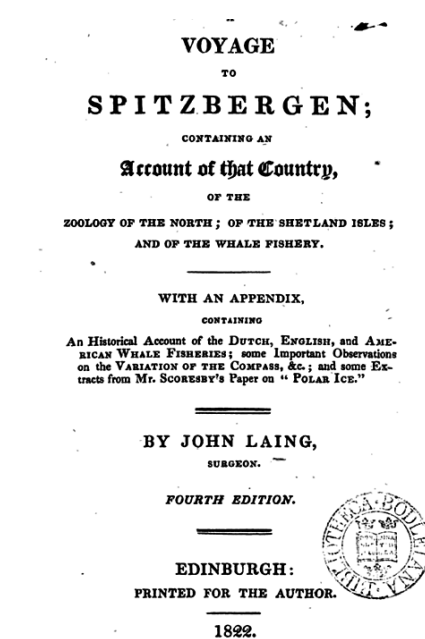 VOYAGE
TO
SPITZBERGEN;
CONTAINING AN
Account of that Country,
OF THE
ZOOLOGY OF THE NORTH; OF THE SHETLAND ISLES;
AND OF THE WHALE FISHERY.
WITH AN APPENDIX,
CONTAINING
An Historical Account of the DUTCH, ENGLISH, and AME-
RICAN WHALE FISHERIES; some Important Observations
on the VARIATION OF THE COMPASS, &c.; and some Ex-
tracts from Mr. SCORESBY'S Paper on "POLAR ICE."
BY JOHN LAING,
SURGEON.
FOURTH EDITION.
BIBLIOTHECA BODLEIANA
EDINBURGH:
PRINTED FOR THE AUTHOR.
1822.